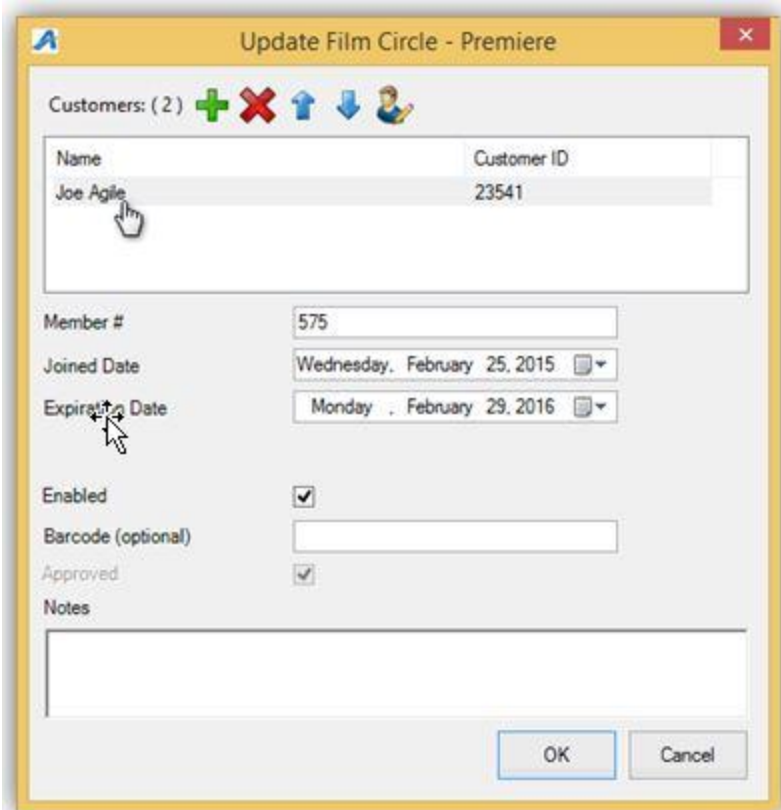 Update Film Circle - Premiere
Customers: ( 2 )
Name Customer ID
Joe Agile 23541
Member # 575
Joined Date Wednesday, February 25, 2015
Expiration Date Monday , February 29, 2016
Enabled
Barcode (optional)
Approved
Notes
OK Cancel